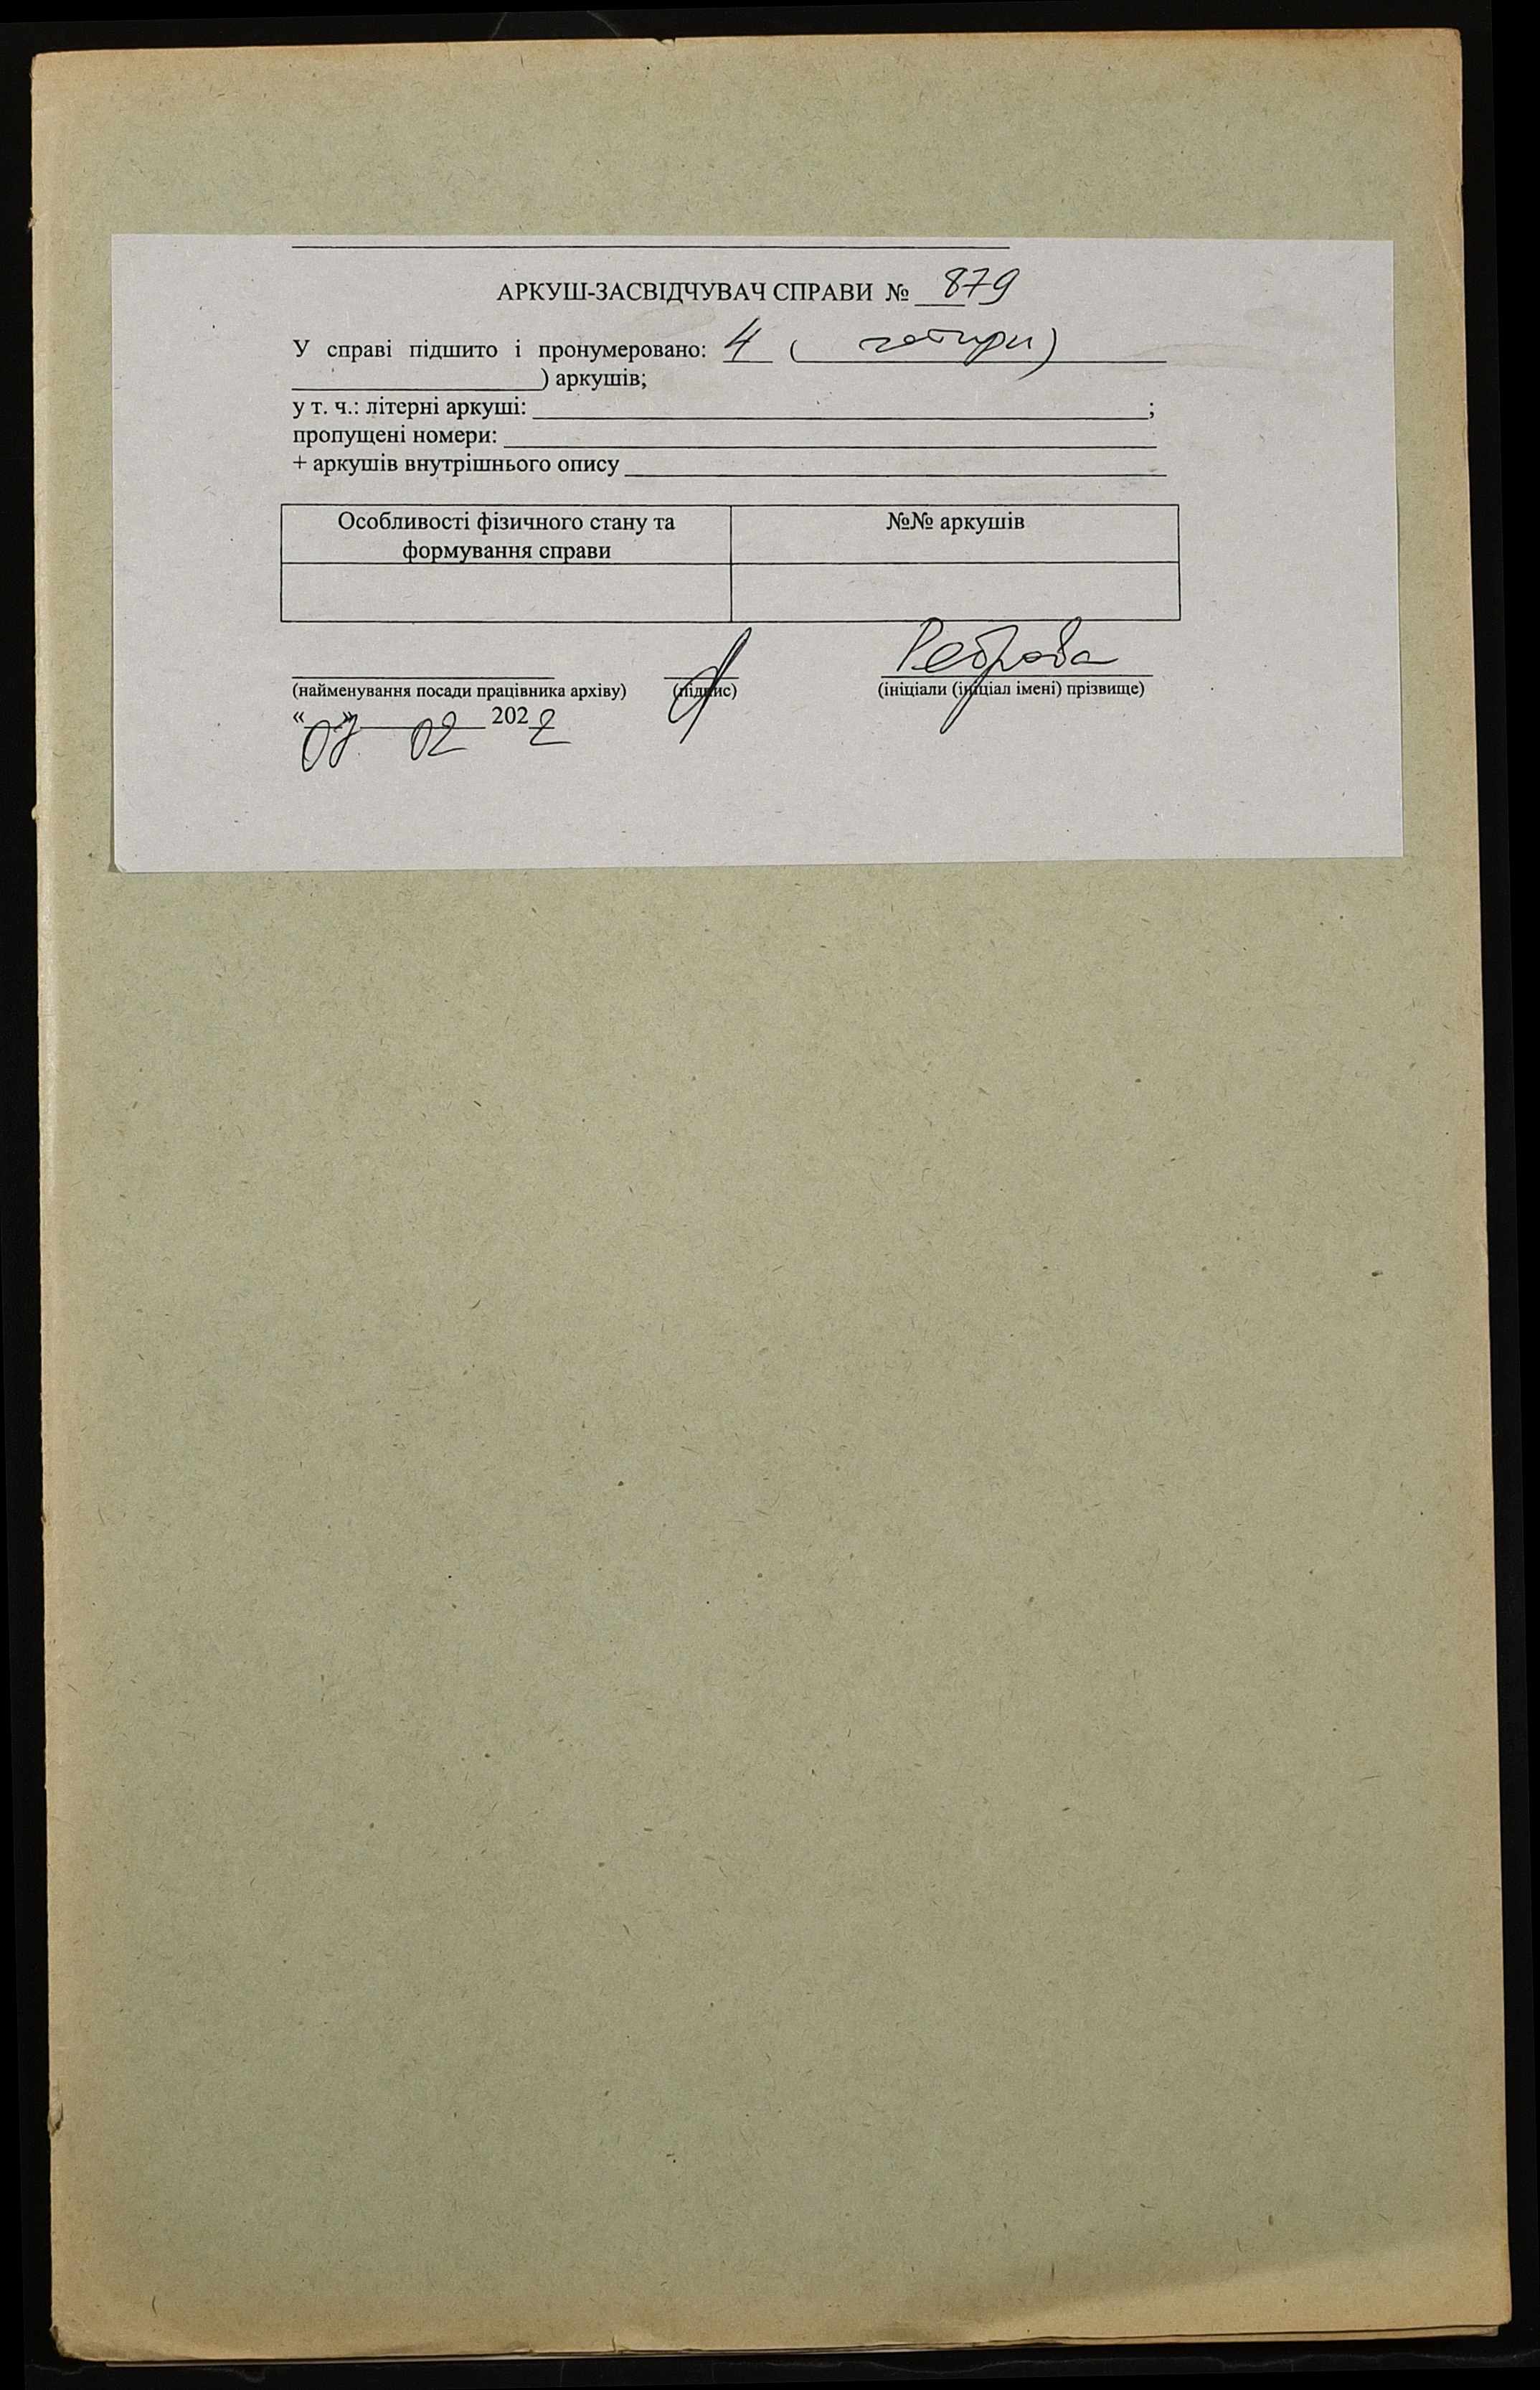 АРКУШ-ЗАСВІДЧУВАЧ СПРАВИ № 879
У справі підшито і пронумеровано: 4 ( чотири)
) аркушів;
у т. ч.: літерні аркуші: ;
пропущені номери:
+ аркушів внутрішнього опису
Особливості фізичного стану та
формування справи
№№ аркушів
Реброва
(найменування посади працівника архіву) (підпис) (ініціали (ініціал імені) прізвище)
«07» 02 2022